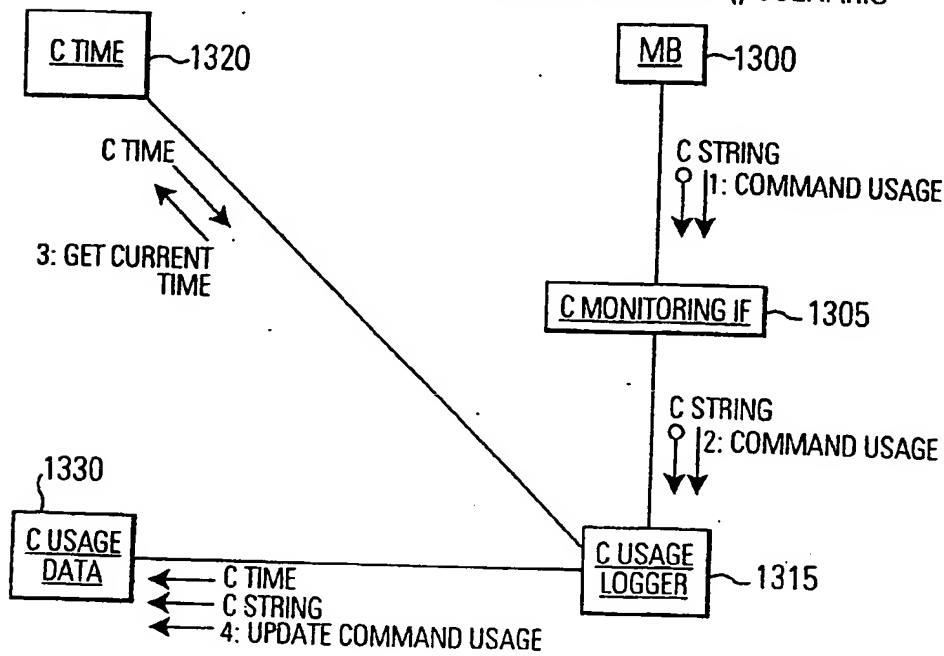 () SCENARIO
C TIME
1320
MB
1300
C TIME
3: GET CURRENT
TIME
C STRING
1: COMMAND USAGE
C MONITORING IF
1305
C STRING
2: COMMAND USAGE
1330
C USAGE
DATA
C TIME
C STRING
4: UPDATE COMMAND USAGE
C USAGE
LOGGER
1315